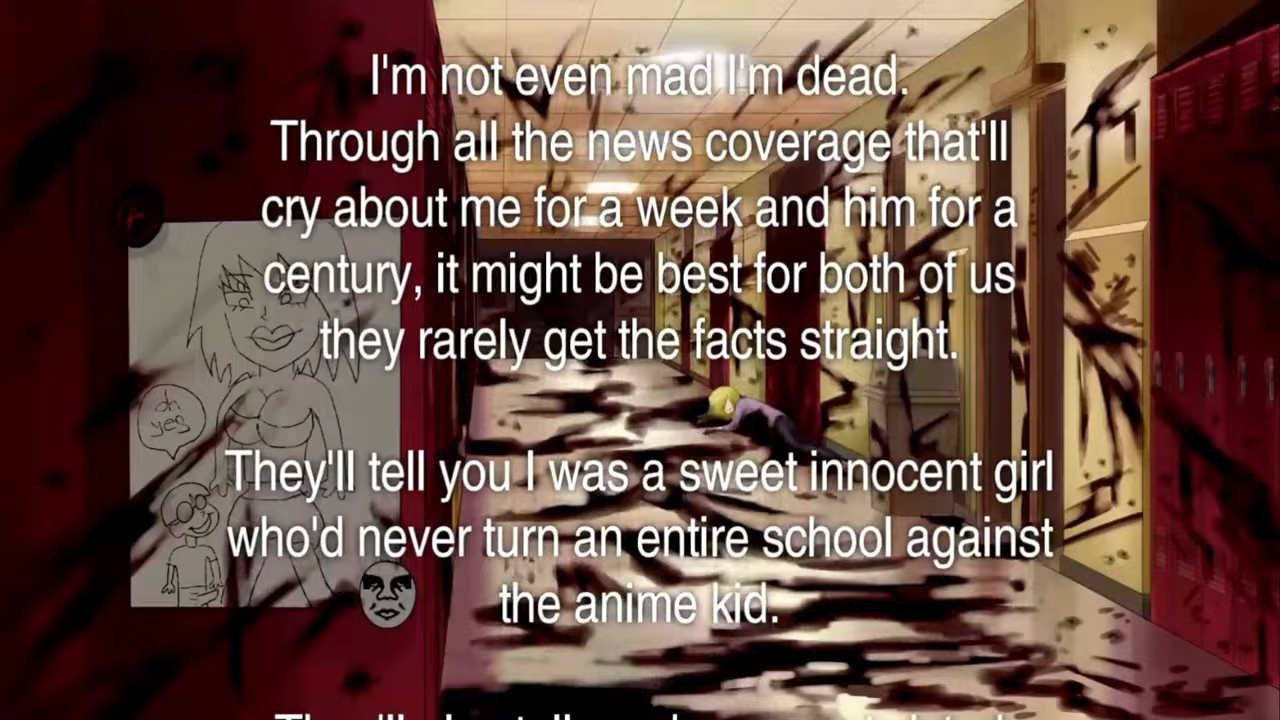 I'm not even mad I'm dead.
Through all the news coverage that'll
cry about me for a week and him for a
century, it might be best for both of us
they rarely get the facts straight.
They'll tell you I was a sweet innocent girl
who'd never turn an entire school against
the anime kid.
oh
yes